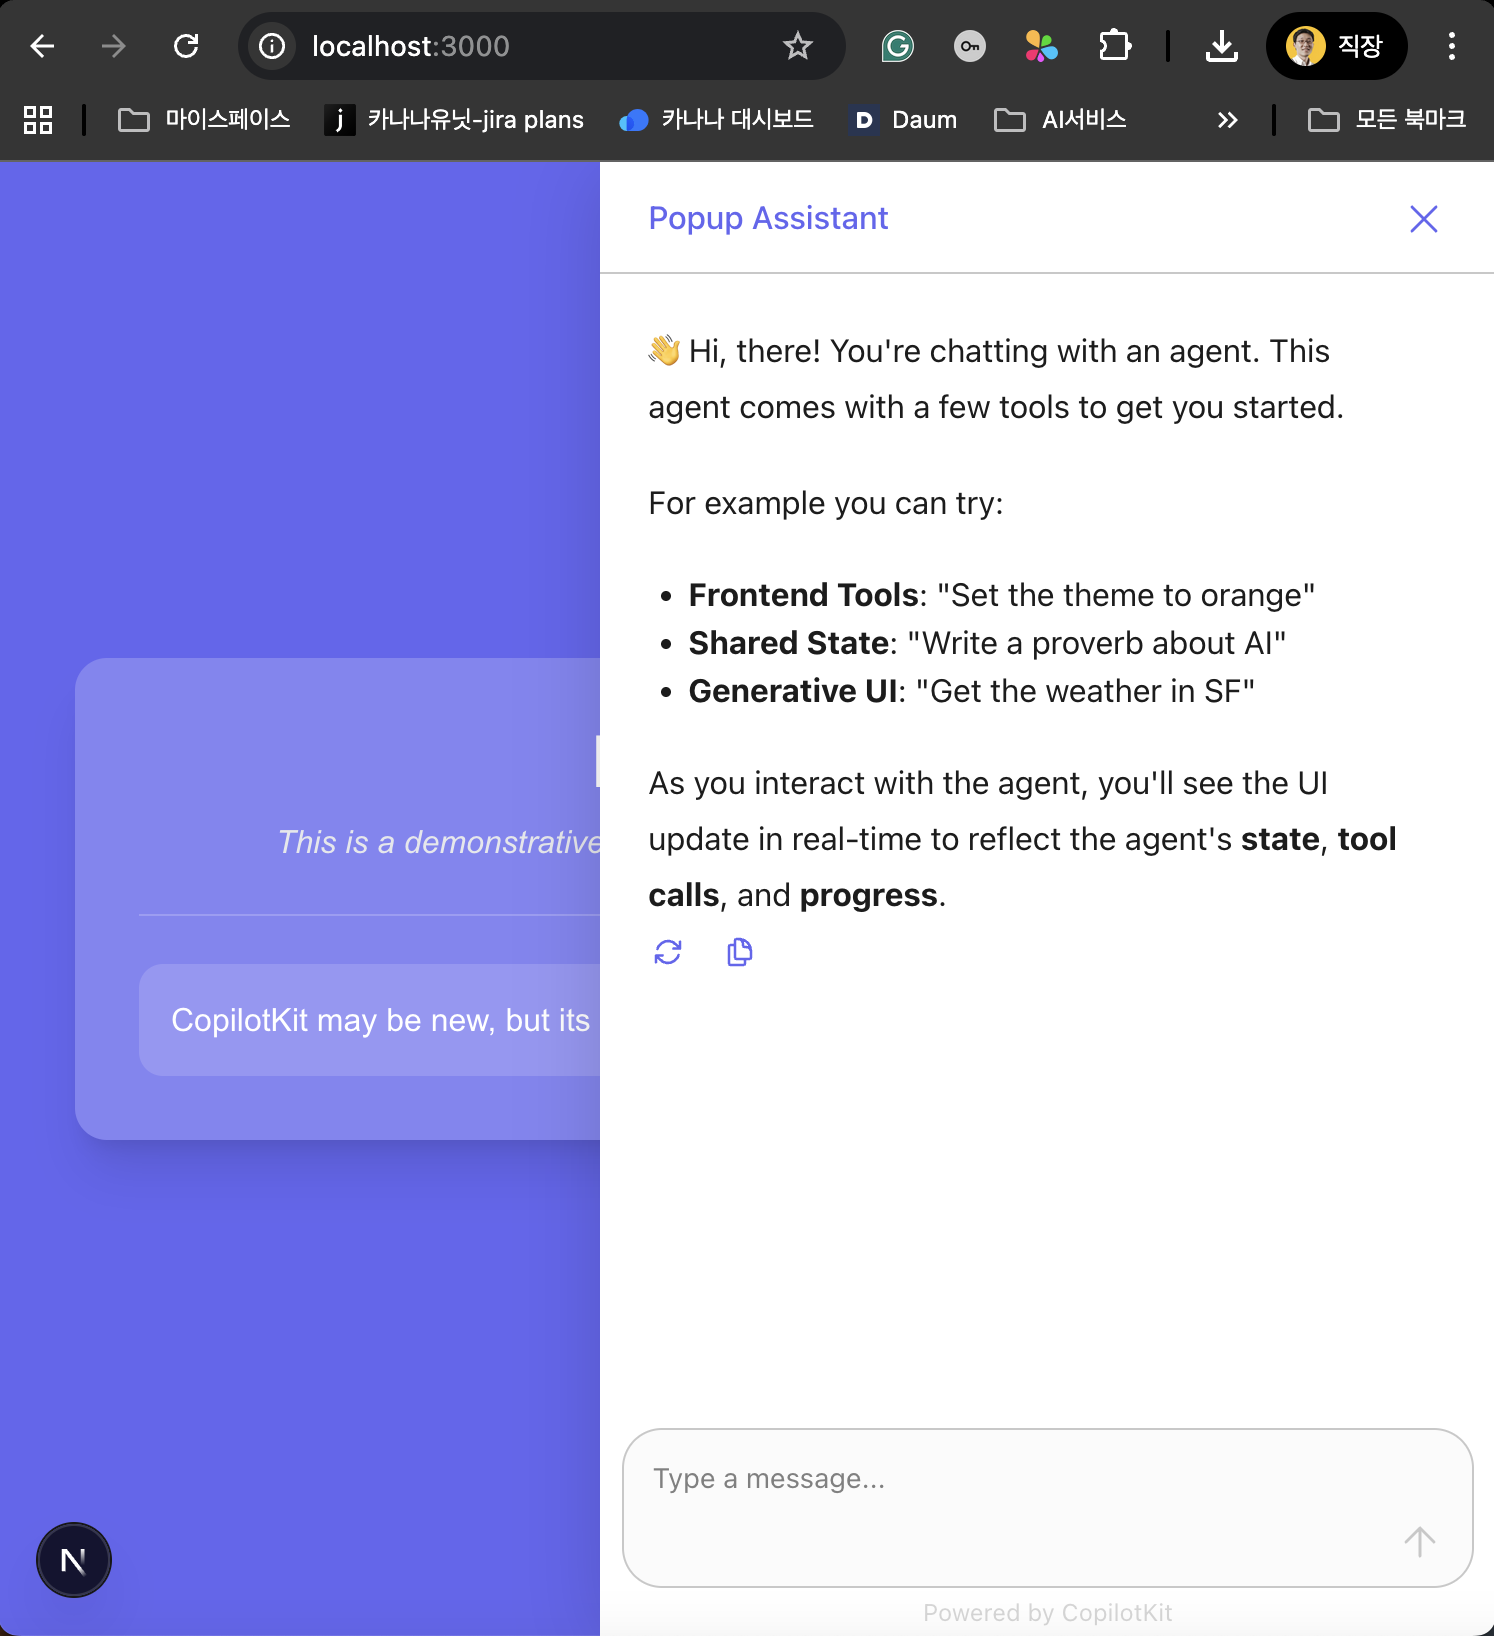 localhost:3000
직장
마이스페이스
j
카나나유닛-jira plans
카나나 대시보드
D
Daum
AI서비스
모든 북마크
Popup Assistant
👋 Hi, there! You're chatting with an agent. This
agent comes with a few tools to get you started.
For example you can try:
• Frontend Tools: "Set the theme to orange"
• Shared State: "Write a proverb about AI"
• Generative UI: "Get the weather in SF"
As you interact with the agent, you'll see the UI
update in real-time to reflect the agent's state, tool
calls, and progress.
This is a demonstrative
CopilotKit may be new, but its
Type a message...
N
Powered by CopilotKit